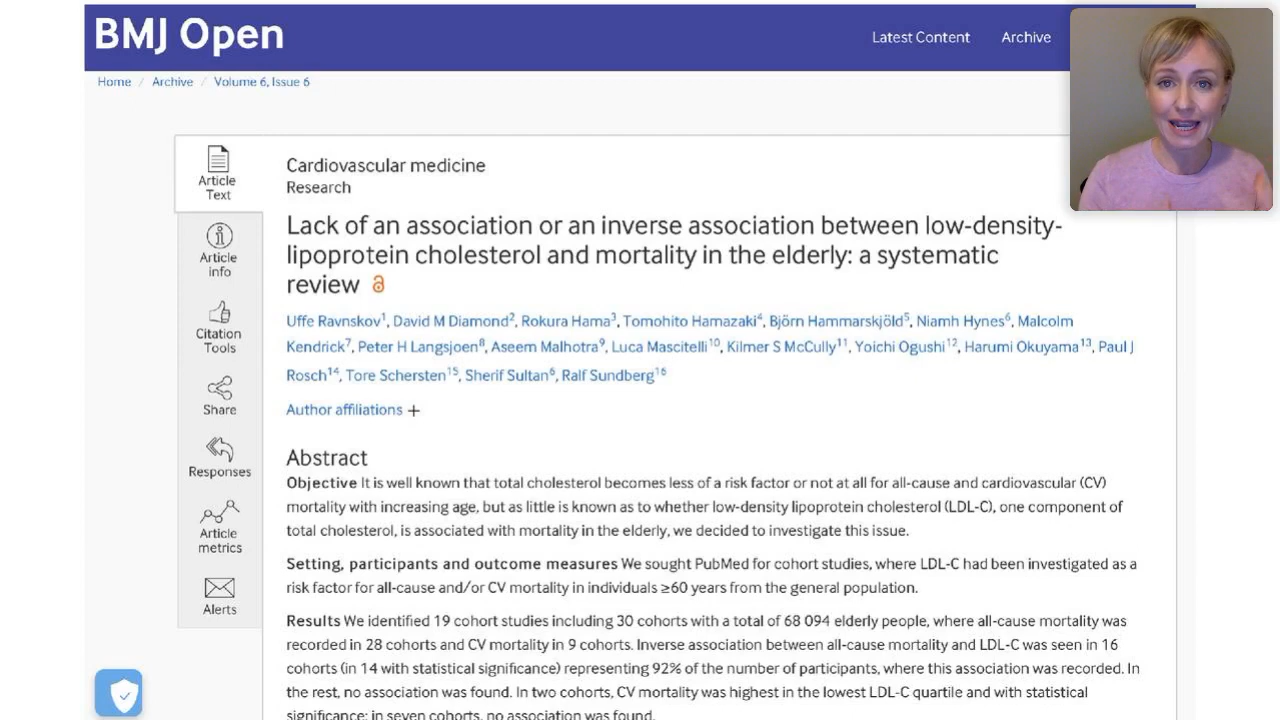 BMJ Open
Latest Content
Archive
Home / Archive / Volume 6, Issue 6
Article
Text
Article
info
Citation
Tools
Share
Responses
Article
metrics
Alerts
Cardiovascular medicine
Research
Lack of an association or an inverse association between low-density-
lipoprotein cholesterol and mortality in the elderly: a systematic
review
Uffe Ravnskov1, David M Diamond2, Rokura Hama3, Tomohito Hamazaki4, Björn Hammarskjöld5, Niamh Hynes6, Malcolm
Kendrick7, Peter H Langsjoen8, Aseem Malhotra9, Luca Mascitelli10, Kilmer S McCully11, Yoichi Ogushi12, Harumi Okuyama13, Paul J
Rosch14, Tore Schersten15, Sherif Sultan6, Ralf Sundberg16
Author affiliations +
Abstract
Objective It is well known that total cholesterol becomes less of a risk factor or not at all for all-cause and cardiovascular (CV)
mortality with increasing age, but as little is known as to whether low-density lipoprotein cholesterol (LDL-C), one component of
total cholesterol, is associated with mortality in the elderly, we decided to investigate this issue.
Setting, participants and outcome measures We sought PubMed for cohort studies, where LDL-C had been investigated as a
risk factor for all-cause and/or CV mortality in individuals ≥60 years from the general population.
Results We identified 19 cohort studies including 30 cohorts with a total of 68 094 elderly people, where all-cause mortality was
recorded in 28 cohorts and CV mortality in 9 cohorts. Inverse association between all-cause mortality and LDL-C was seen in 16
cohorts (in 14 with statistical significance) representing 92% of the number of participants, where this association was recorded. In
the rest, no association was found. In two cohorts, CV mortality was highest in the lowest LDL-C quartile and with statistical
significance; in seven cohorts, no association was found.